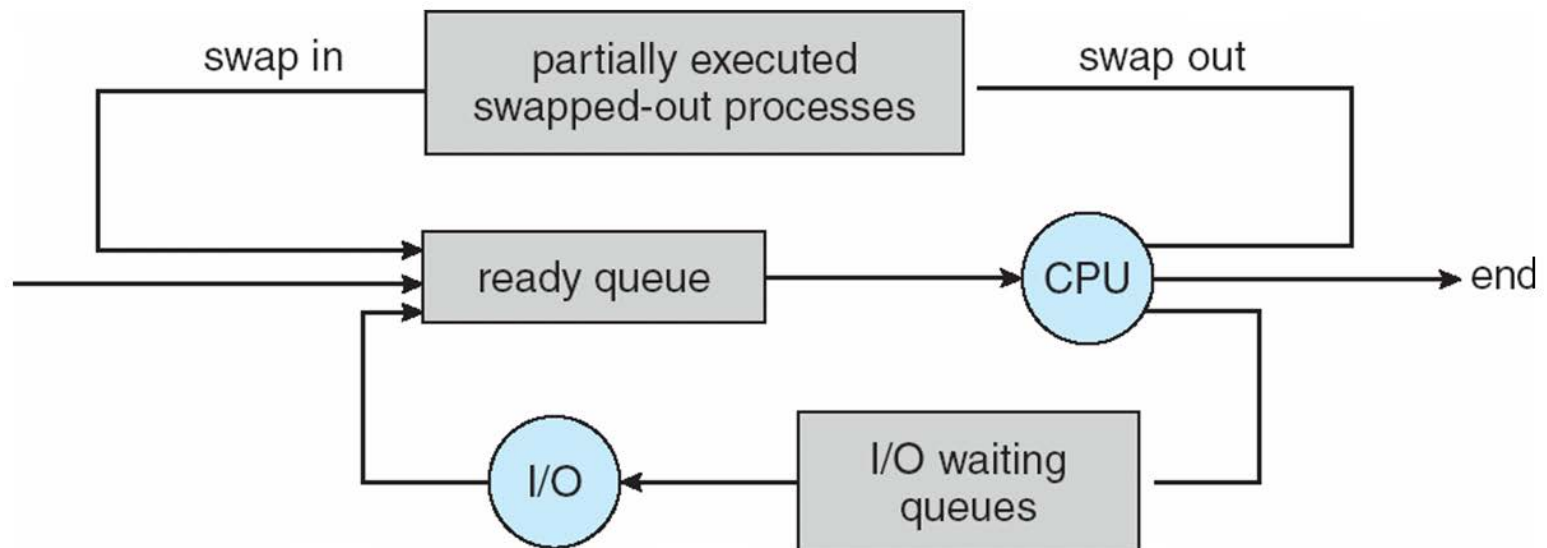 swap in
partially executed
swapped-out processes
swap out
ready queue
CPU
end
I/O
I/O waiting
queues